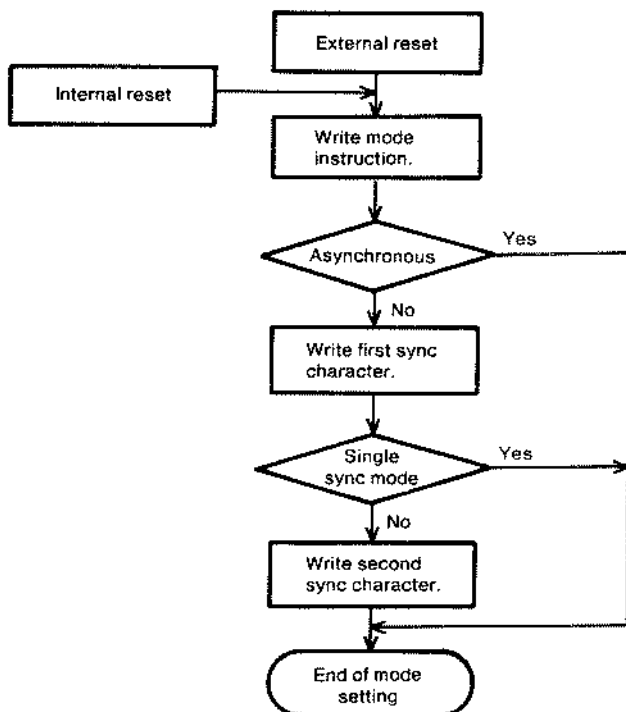 External reset
Internal reset
Write mode
instruction.
Asynchronous
Yes
No
Write first sync
character.
Single
sync mode
Yes
No
Write second
sync character.
End of mode
setting